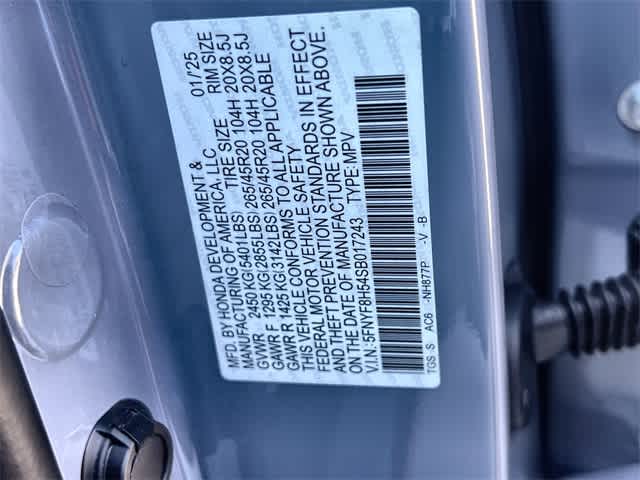 MFD. BY HONDA DEVELOPMENT & 01/'25
MANUFACTURING OF AMERICA, LLC TIRE SIZE RIM SIZE
GVWR 2450 KG(5401LBS) 265/45R20 104H 20X8.5J
GAWR F 1295 KG(2855LBS) 265/45R20 104H 20X8.5J
GAWR R 1425 KG(3142LBS)
THIS VEHICLE CONFORMS TO ALL APPLICABLE
FEDERAL MOTOR VEHICLE SAFETY
AND THEFT PREVENTION STANDARDS IN EFFECT
ON THE DATE OF MANUFACTURE SHOWN ABOVE.
V.I.N.: 5FNYF8H54SB017243 TYPE: MPV
TGS S AC6 -NH877P -V -B